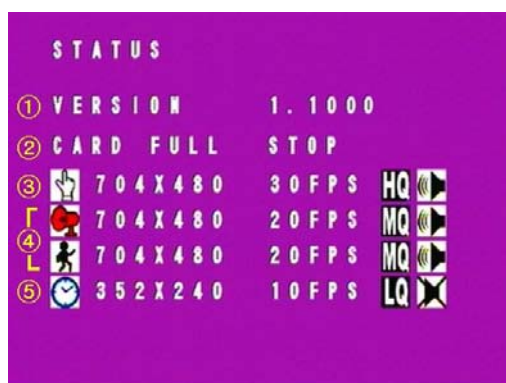 STATUS
① VERSION 1.1000
② CARD FULL STOP
③ 704X480 30FPS HQ
704X480 20FPS MQ
④
704X480 20FPS MQ
⑤ 352X240 10FPS LQ